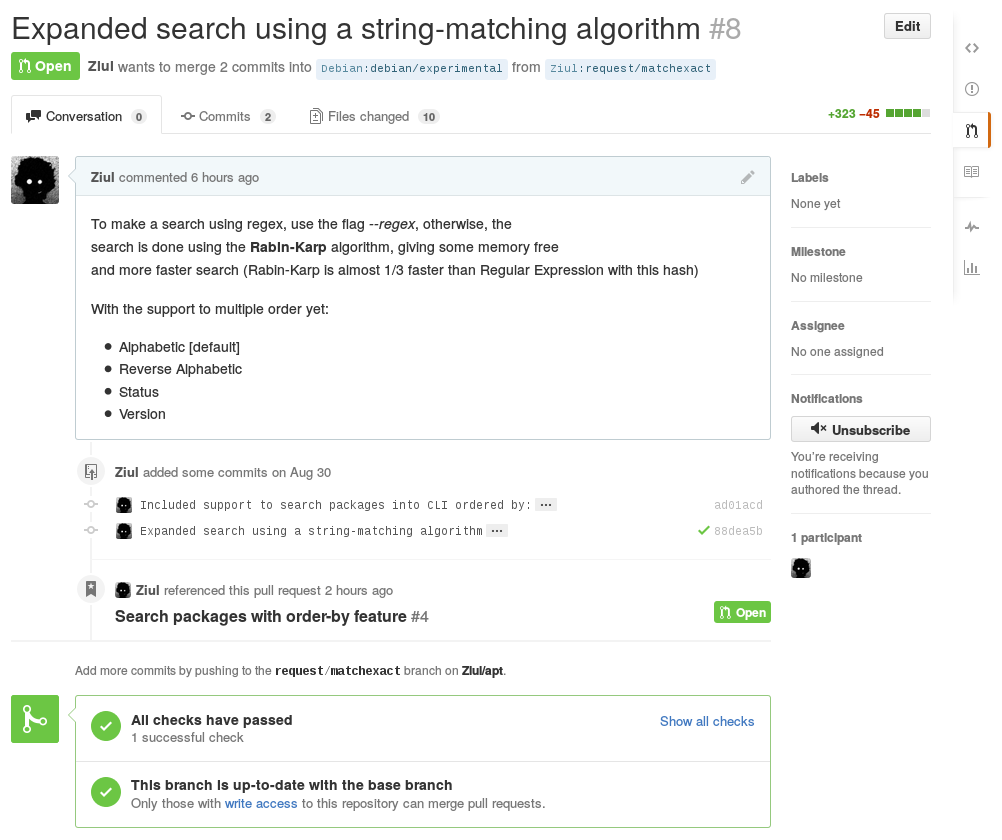 Expanded search using a string-matching algorithm #8
Edit
Open Ziul wants to merge 2 commits into Debian:debian/experimental from Ziul:request/matchexact
Conversation 0 Commits 2 Files changed 10 +323 −45
Ziul commented 6 hours ago
To make a search using regex, use the flag --regex, otherwise, the
search is done using the Rabin-Karp algorithm, giving some memory free
and more faster search (Rabin-Karp is almost 1/3 faster than Regular Expression with this hash)
With the support to multiple order yet:
• Alphabetic [default]
• Reverse Alphabetic
• Status
• Version
Ziul added some commits on Aug 30
Included support to search packages into CLI ordered by: … ad01acd
Expanded search using a string-matching algorithm … 88dea5b
Ziul referenced this pull request 2 hours ago
Search packages with order-by feature #4 Open
Add more commits by pushing to the request/matchexact branch on Ziul/apt.
All checks have passed
1 successful check
Show all checks
This branch is up-to-date with the base branch
Only those with write access to this repository can merge pull requests.
Labels
None yet
Milestone
No milestone
Assignee
No one assigned
Notifications
Unsubscribe
You're receiving
notifications because you
authored the thread.
1 participant